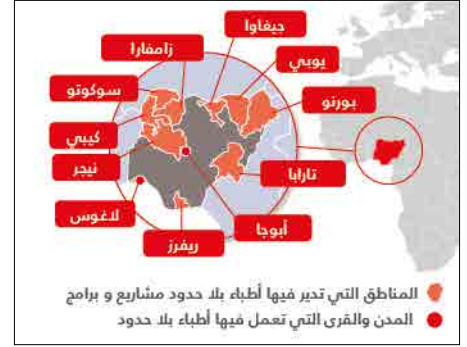 جيغاوا
زامفارا
يوبي
سوكوتو
بورنو
كيبي
نيجر
تارابا
لاغوس
أبوجا
ريفرز
المناطق التي تدير فيها أطباء بلا حدود مشاريع و برامج
المدن والقرى التي تعمل فيها أطباء بلا حدود